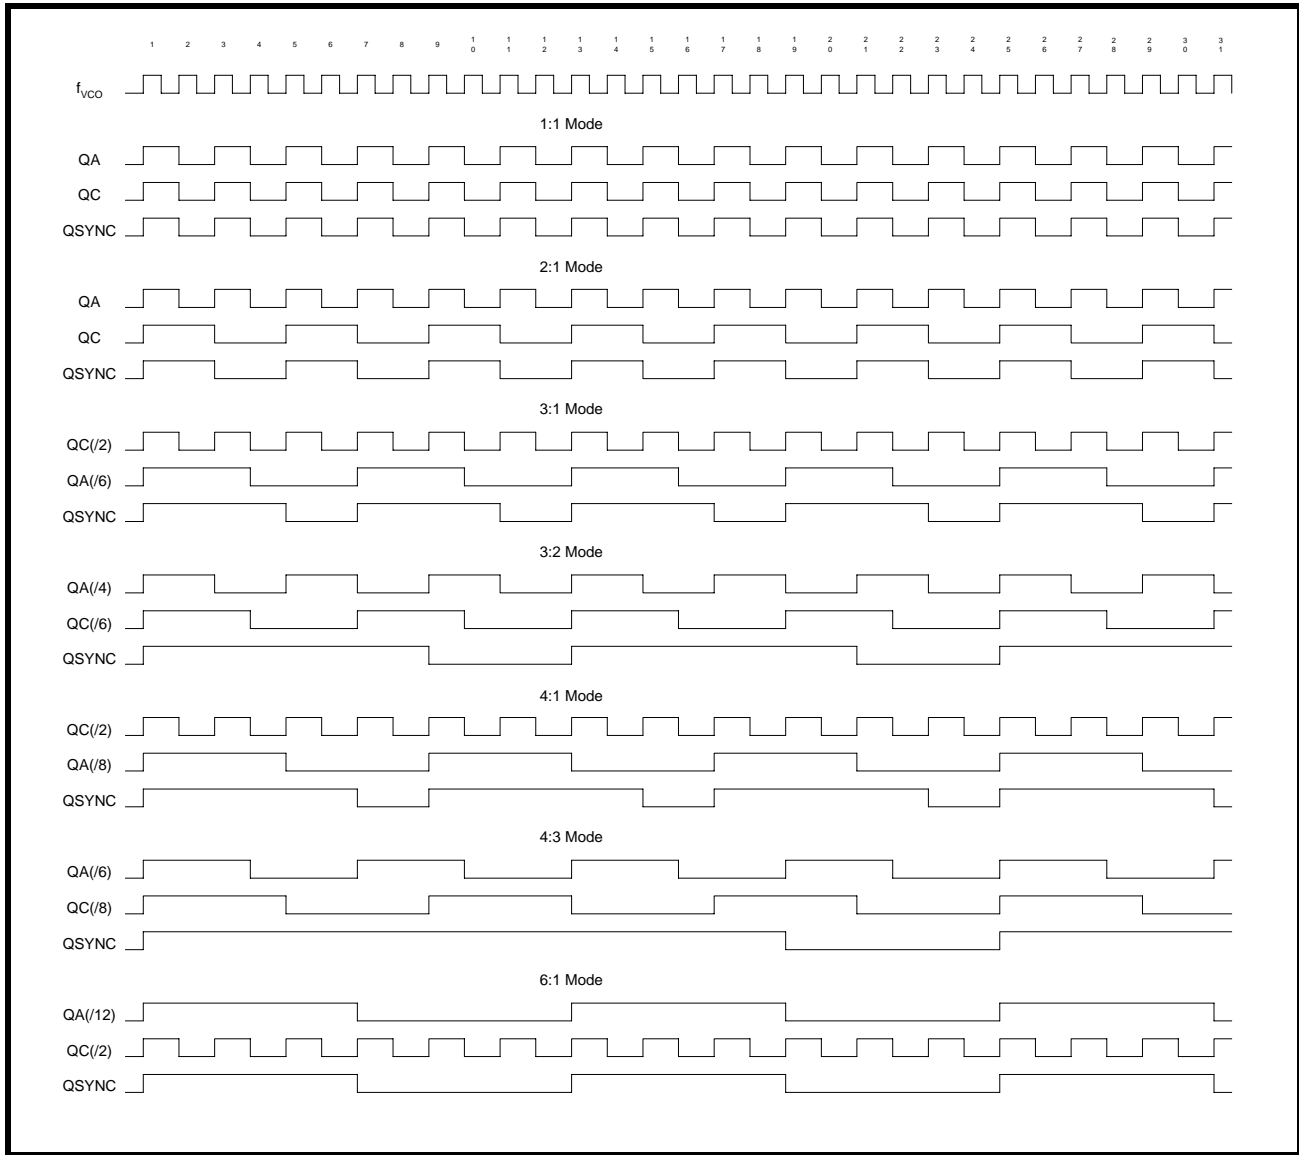 1 2 3 4 5 6 7 8 9 10 11 12 13 14 15 16 17 18 19 20 21 22 23 24 25 26 27 28 29 30 31
fVCO
1:1 Mode
QA
QC
QSYNC
2:1 Mode
QA
QC
QSYNC
3:1 Mode
QC(/2)
QA(/6)
QSYNC
3:2 Mode
QA(/4)
QC(/6)
QSYNC
4:1 Mode
QC(/2)
QA(/8)
QSYNC
4:3 Mode
QA(/6)
QC(/8)
QSYNC
6:1 Mode
QA(/12)
QC(/2)
QSYNC